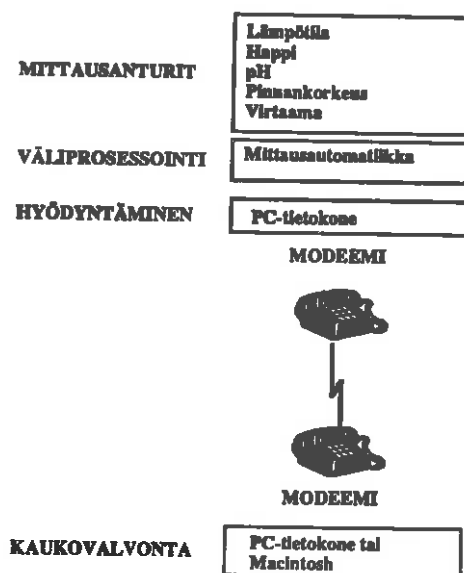 MITTAUSANTURIT
Lämpötila
Happi
pH
Pinnankorkeus
Virtaama
VÄLIPROSESSOINTI
Mittausautomatiikka
HYÖDYNTÄMINEN
PC-tietokone
MODEEMI
MODEEMI
KAUKOVALVONTA
PC-tietokone tai
Macintosh